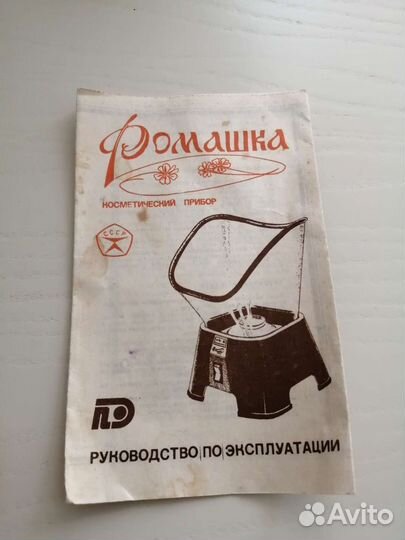 Ромашка
КОСМЕТИЧЕСКИЙ ПРИБОР
СССР
РУКОВОДСТВО ПО ЭКСПЛУАТАЦИИ
Avito